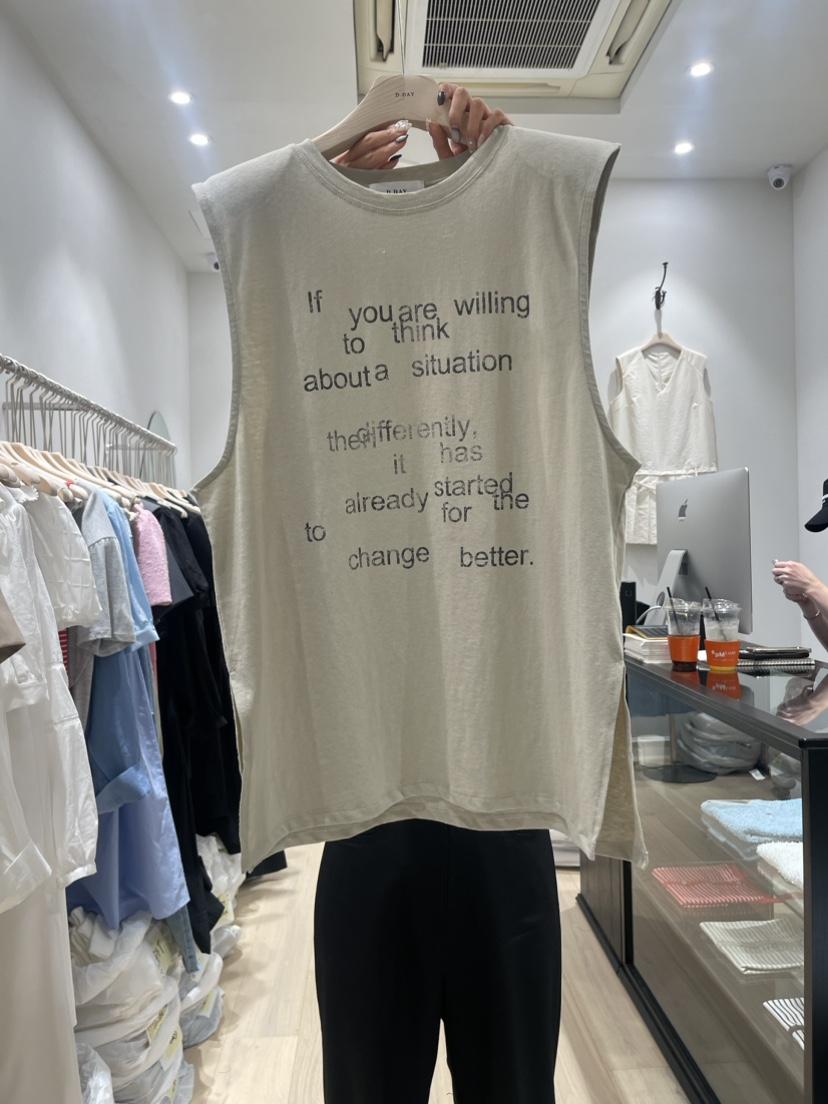 D-DAY
D-DAY
If you are willing
to think
about a situation
then differently,
it has
already started
to for the
change better.